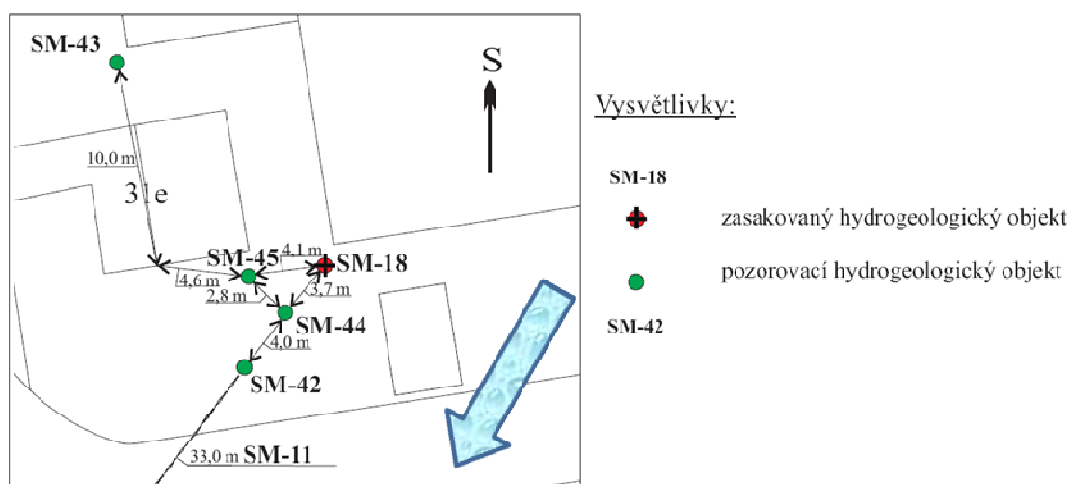 SM-43
S
10,0 m
31e
SM-45
4.1 m
SM-18
4,6 m
2,8 m
3,7 m
SM-44
4,0 m
SM-42
33,0 m SM-11
Vysvětlivky:
SM-18
zasakovaný hydrogeologický objekt
pozorovací hydrogeologický objekt
SM-42